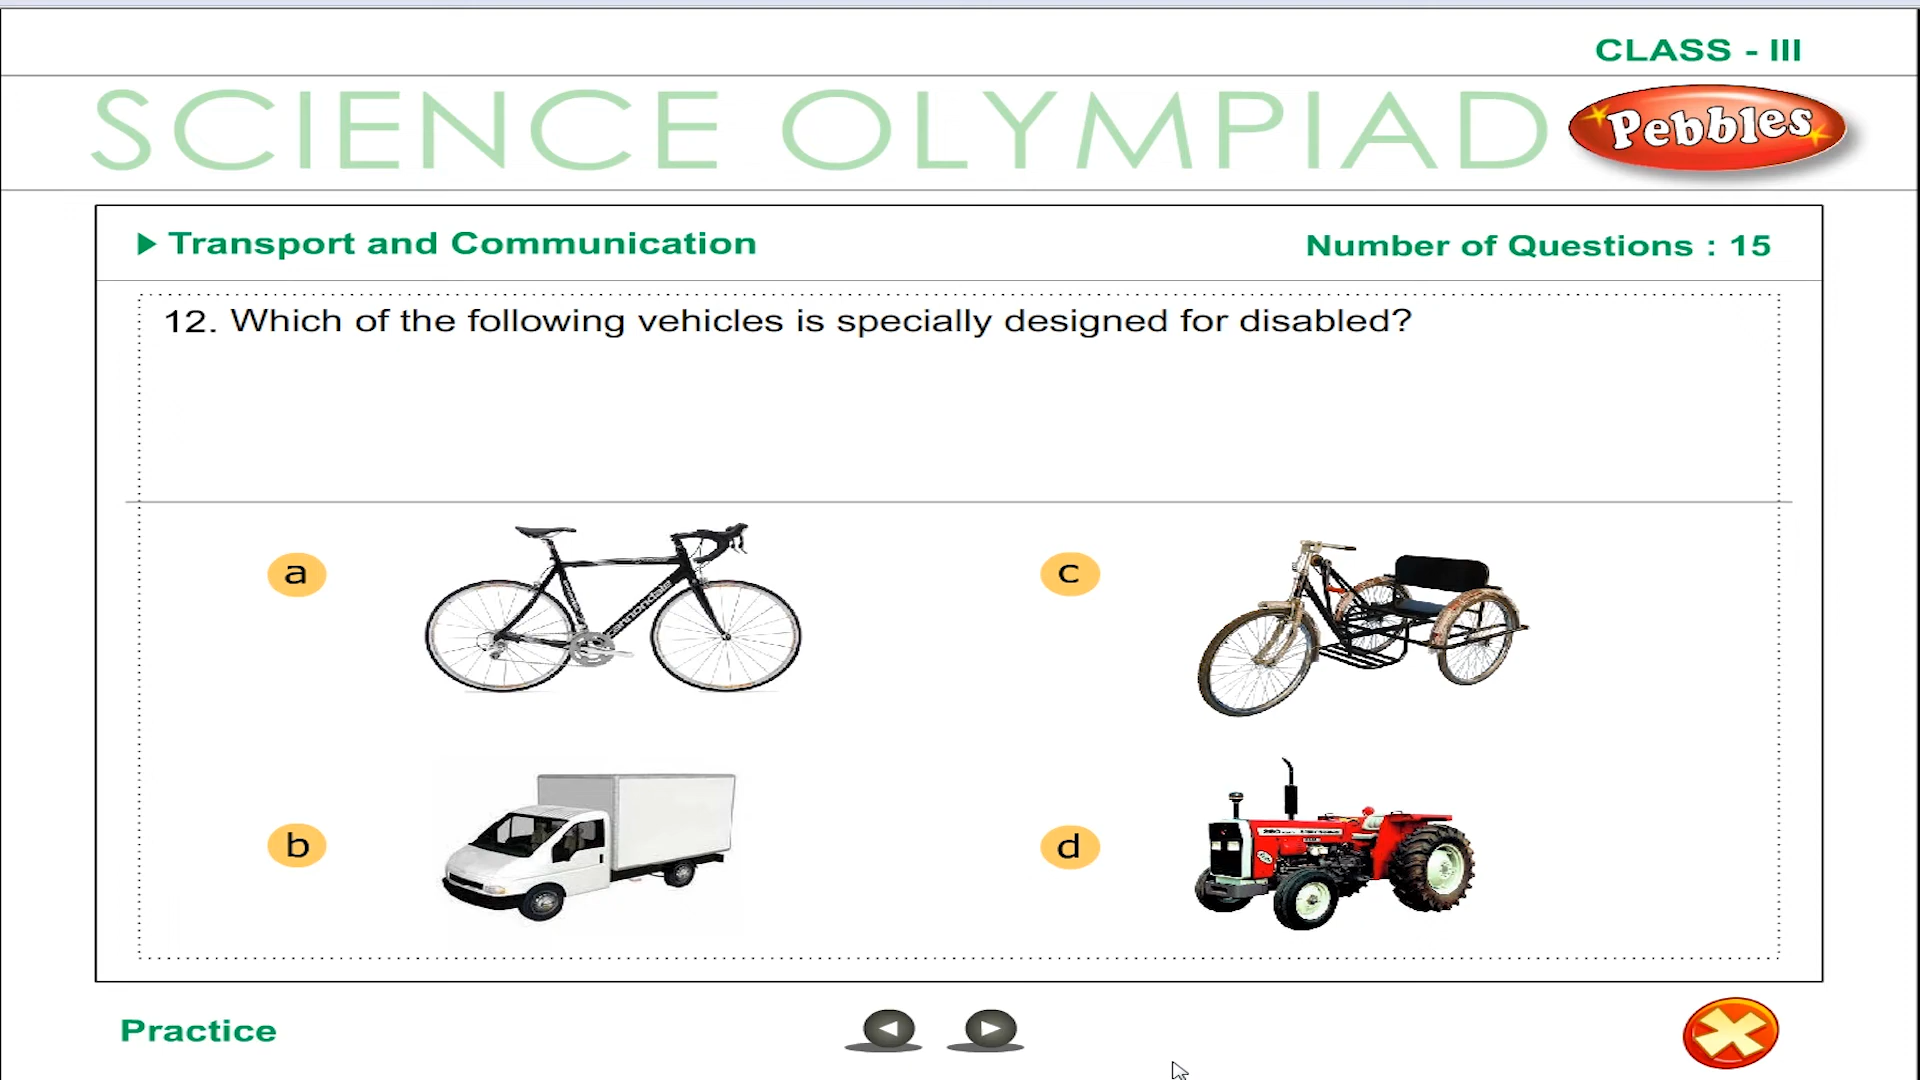 CLASS - III
SCIENCE OLYMPIAD
Pebbles
Transport and Communication
Number of Questions : 15
12. Which of the following vehicles is specially designed for disabled?
a
cannondale
c
b
d
Practice